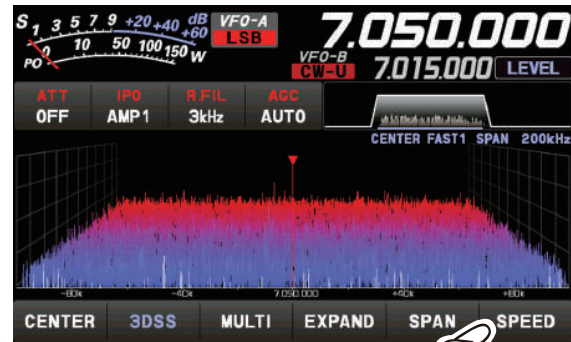 S 1 3 5 7 9 +20 +40 +60 dB
PO 0 10 50 100 150 W
VFO-A
LSB
7.050.000
VFO-B
CW-U
7.015.000
LEVEL
ATT IPO R.FIL AGC
OFF AMP1 3kHz AUTO
CENTER FAST1 SPAN 200kHz
-80k -40k 7.050.000 +40k +80k
CENTER 3DSS MULTI EXPAND SPAN SPEED